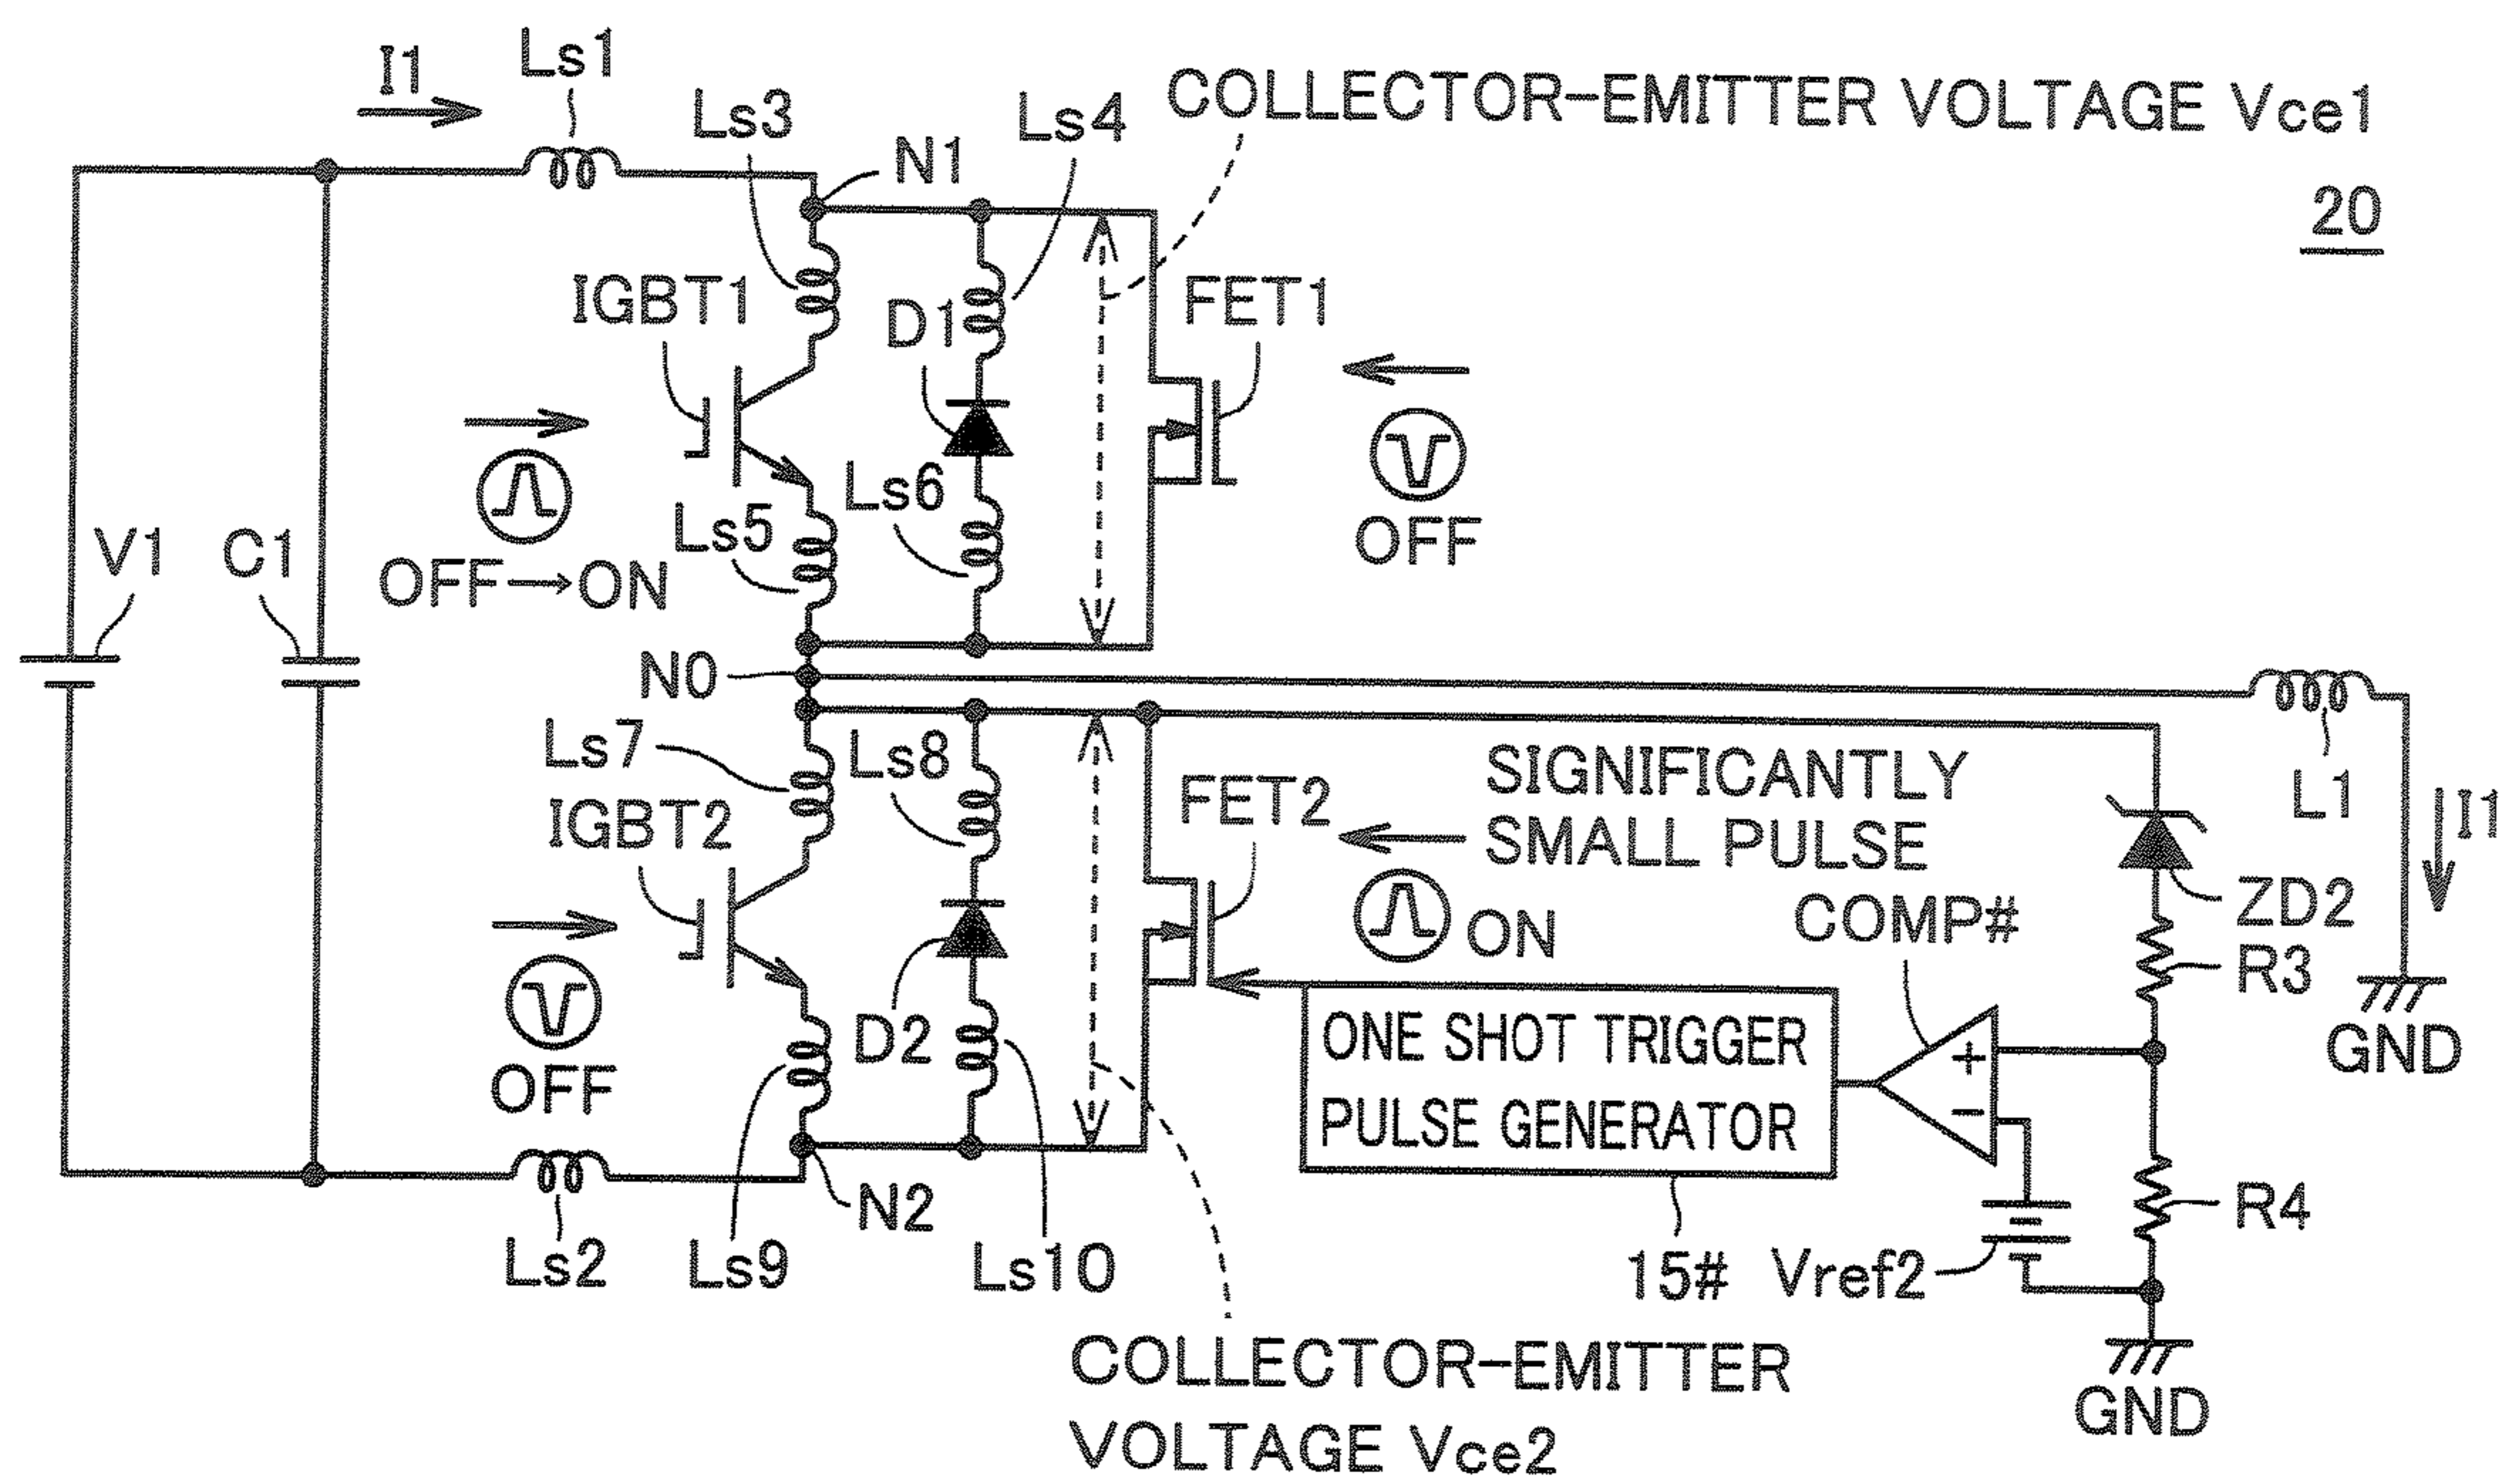 I1
Ls1
Ls3
Ls4
COLLECTOR-EMITTER VOLTAGE Vce1
N1
20
IGBT1
D1
FET1
Ls6
Ls5
V1
C1
OFF→ON
OFF
N0
Ls7
Ls8
SIGNIFICANTLY
SMALL PULSE
FET2
L1
I1
IGBT2
ZD2
COMP#
ON
R3
D2
ONE SHOT TRIGGER
PULSE GENERATOR
+
−
GND
OFF
N2
R4
Ls2
Ls9
Ls10
15#
Vref2
COLLECTOR-EMITTER
VOLTAGE Vce2
GND